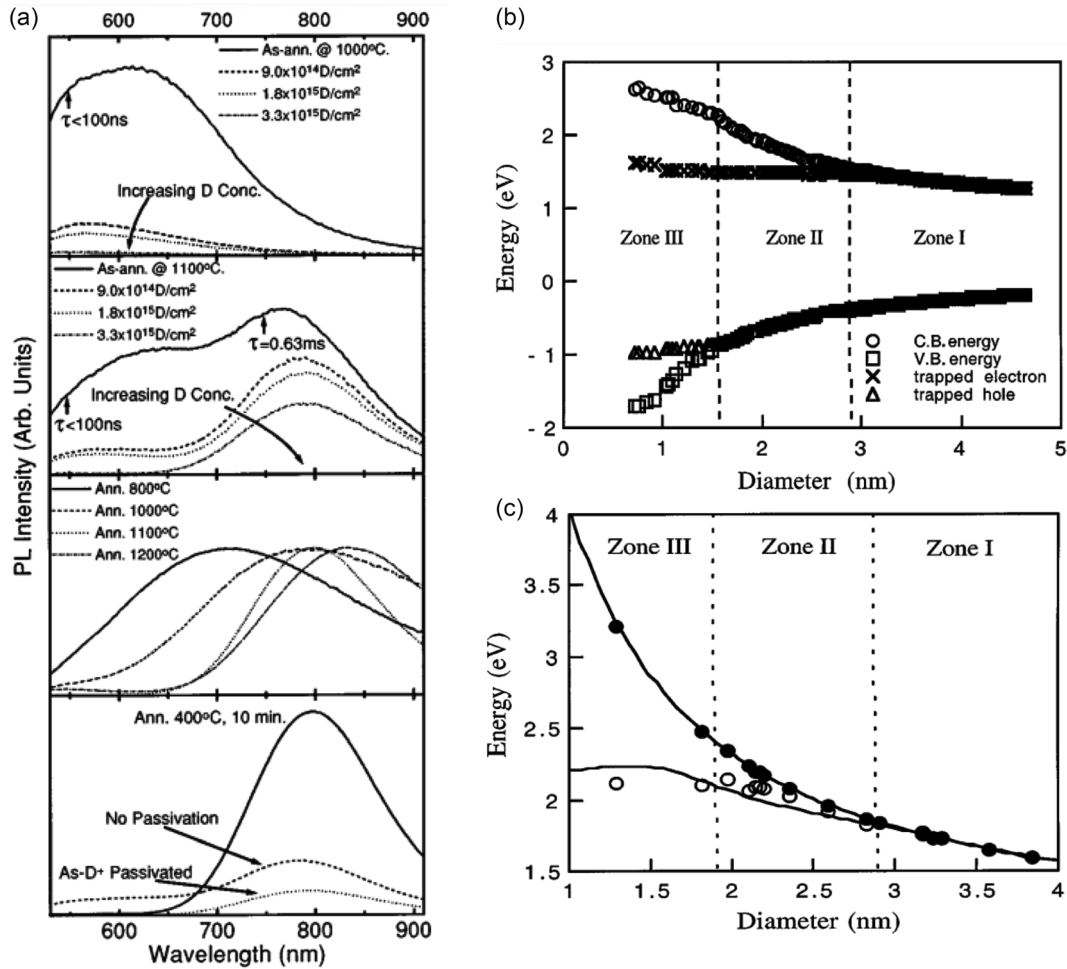 (a)
600 700 800 900
As-ann. @ 1000°C.
9.0x10¹⁴D/cm²
1.8x10¹⁵D/cm²
3.3x10¹⁵D/cm²
τ<100ns
Increasing D Conc.
As-ann. @ 1100°C.
9.0x10¹⁴D/cm²
1.8x10¹⁵D/cm²
3.3x10¹⁵D/cm²
τ=0.63ms
Increasing D Conc.
τ<100ns
Ann. 800°C
Ann. 1000°C
Ann. 1100°C
Ann. 1200°C
Ann. 400°C, 10 min.
No Passivation
As-D⁺ Passivated
PL Intensity (Arb. Units)
600 700 800 900
Wavelength (nm)
(b)
3
2
1
0
- 1
- 2
Energy (eV)
Zone III Zone II Zone I
C.B.energy
V.B.energy
trapped electron
trapped hole
0 1 2 3 4 5
Diameter (nm)
(c)
4
3.5
3
2.5
2
1.5
Energy (eV)
Zone III Zone II Zone I
1 1.5 2 2.5 3 3.5 4
Diameter (nm)